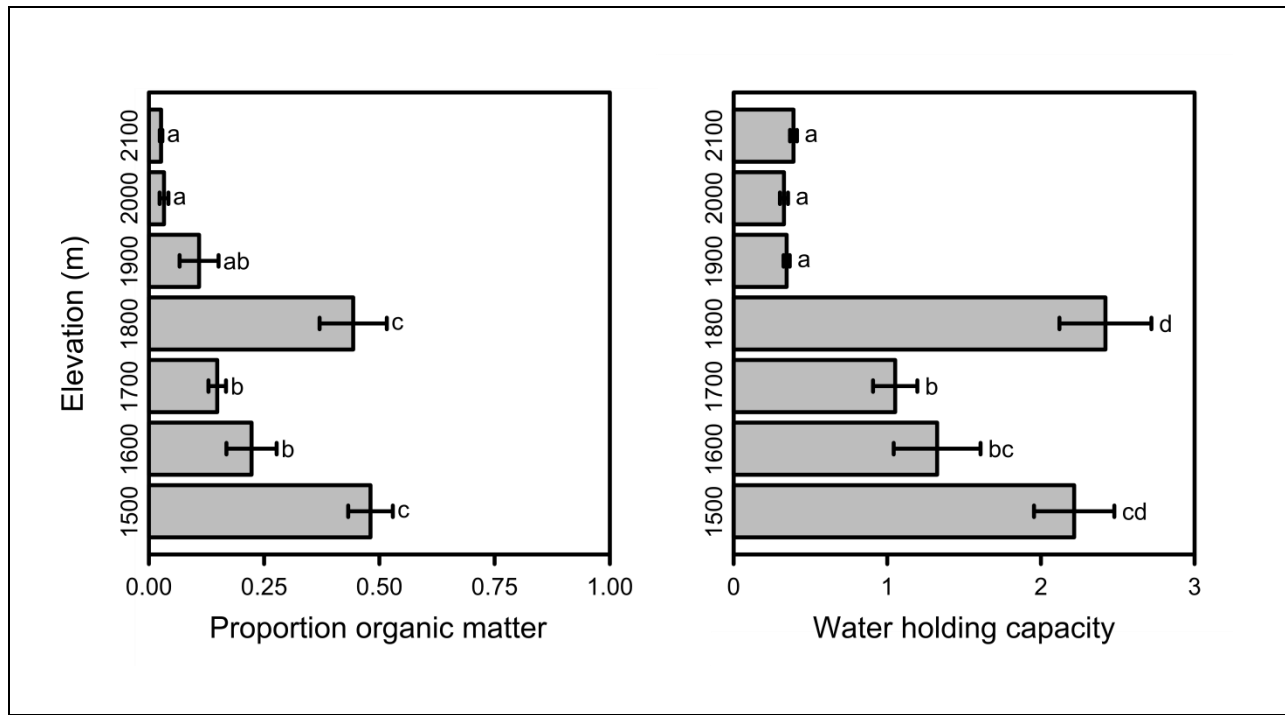 Elevation (m)
2100
2000
1900
1800
1700
1600
1500
a
a
ab
c
b
b
c
0.00 0.25 0.50 0.75 1.00
Proportion organic matter
2100
2000
1900
1800
1700
1600
1500
a
a
a
d
b
bc
cd
0 1 2 3
Water holding capacity